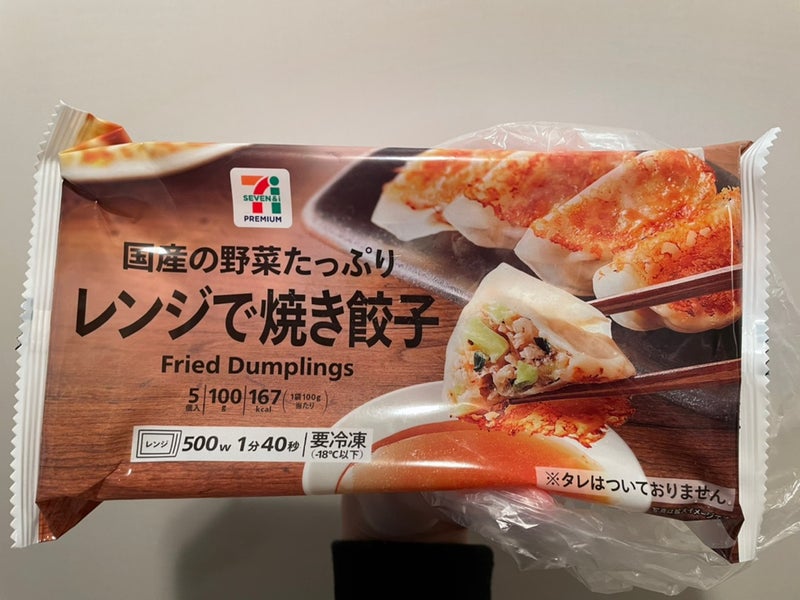 SEVEN&i
PREMIUM
国産の野菜たっぷり
レンジで焼き餃子
Fried Dumplings
5個入 100g 167kcal (1袋100g当たり)
レンジ 500w 1分40秒 要冷凍(-18℃以下)
※タレはついておりません